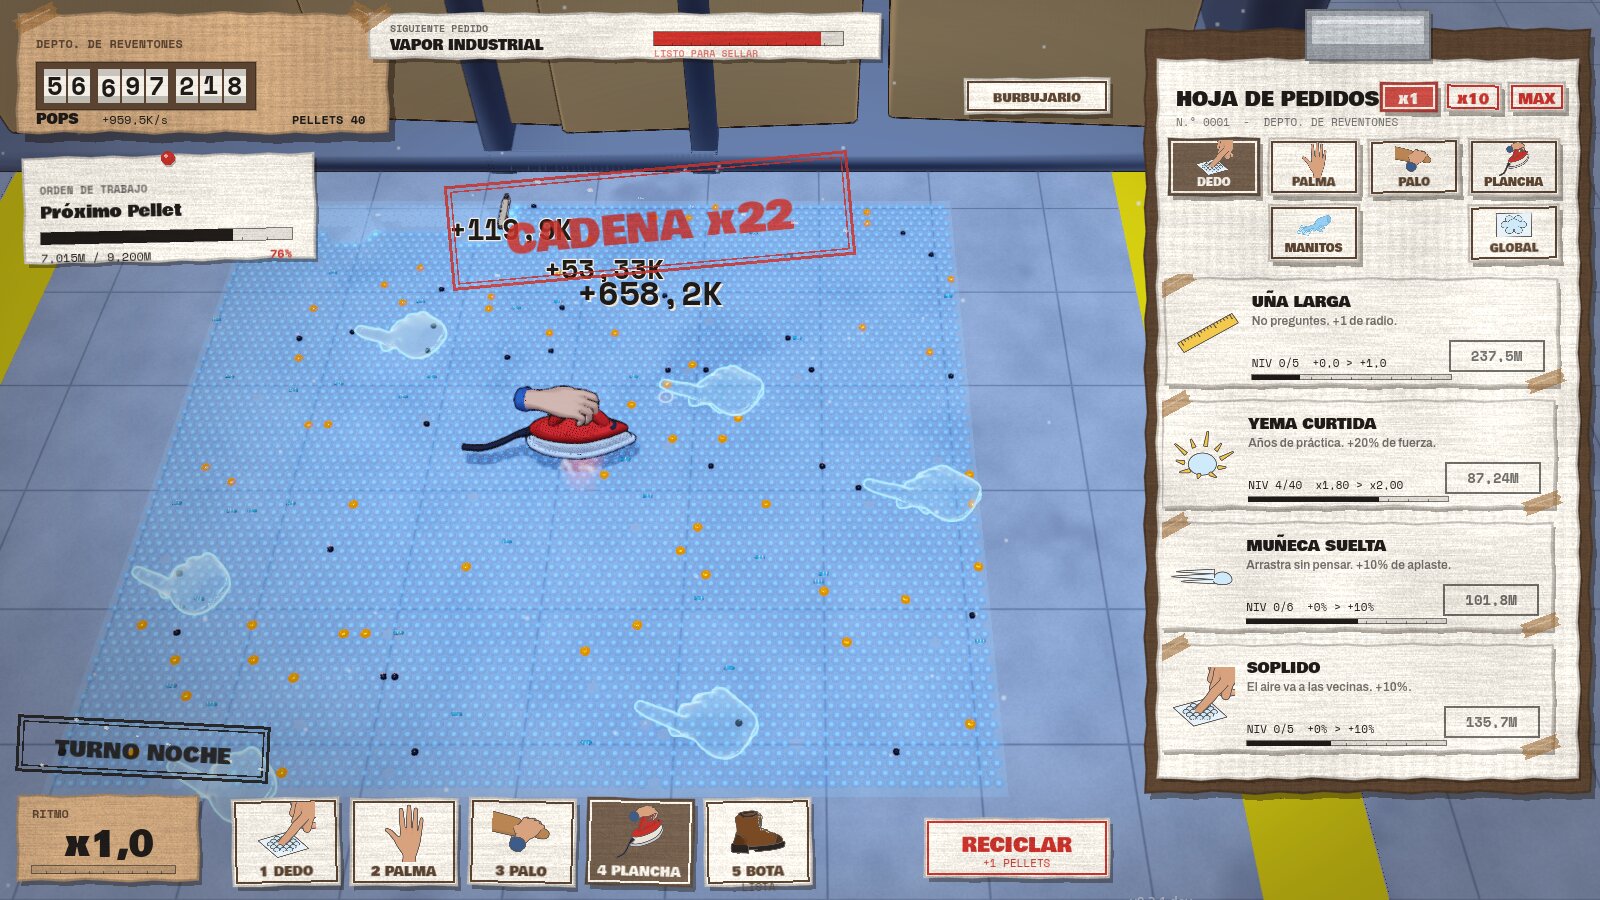 DEPTO. DE REVENTONES
56 697 218
POPS +959,5K/s PELLETS 40
SIGUIENTE PEDIDO
VAPOR INDUSTRIAL
LISTO PARA SELLAR
BURBUJARIO
ORDEN DE TRABAJO
Próximo Pellet
7.015M / 9.200M 76%
CADENA x22
+119,9K
+53,33K
+658,2K
HOJA DE PEDIDOS x1 x10 MAX
N.° 0001 - DEPTO. DE REVENTONES
DEDO PALMA PALO PLANCHA
MANITOS GLOBAL
UÑA LARGA
No preguntes. +1 de radio.
NIV 0/5 +0,0 > +1,0
237,5M
YEMA CURTIDA
Años de práctica. +20% de fuerza.
NIV 4/40 x1,80 > x2,00
87,24M
MUÑECA SUELTA
Arrastra sin pensar. +10% de aplaste.
NIV 0/6 +0% > +10%
101,8M
SOPLIDO
El aire va a las vecinas. +10%.
NIV 0/5 +0% > +10%
135,7M
TURNO NOCHE
RITMO
x1,0
1 DEDO
2 PALMA
3 PALO
4 PLANCHA
5 BOTA
LISTA
RECICLAR
+1 PELLETS